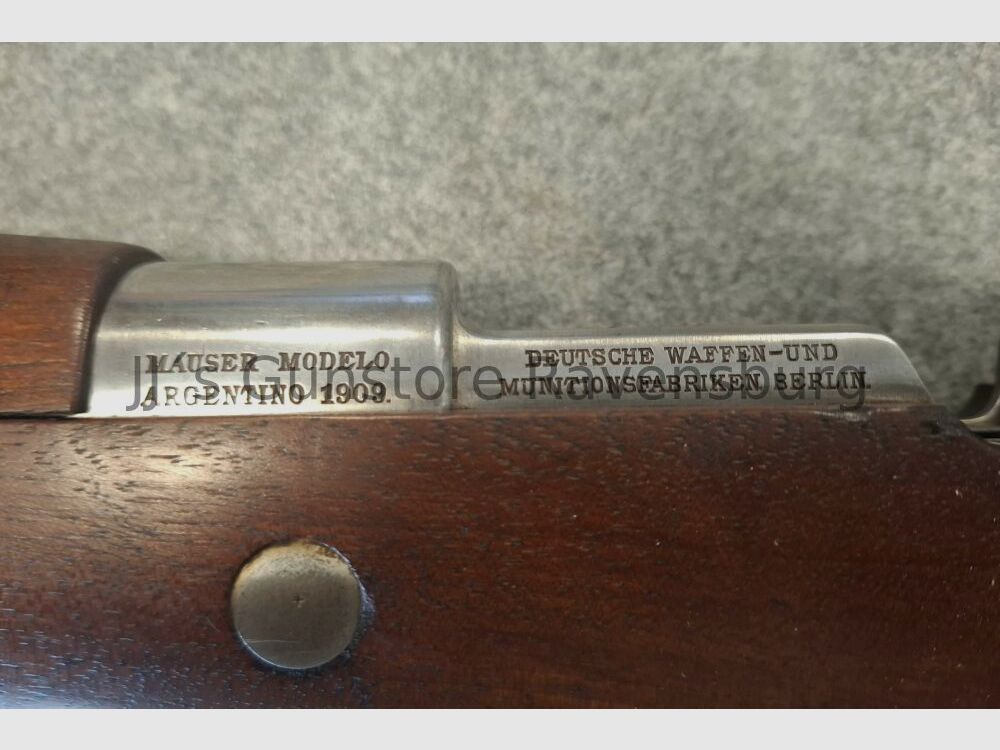 MAUSER MODELO
ARGENTINO 1909.
DEUTSCHE WAFFEN-UND
MUNITIONSFABRIKEN BERLIN.
JJ's Gunstore Ravensburg